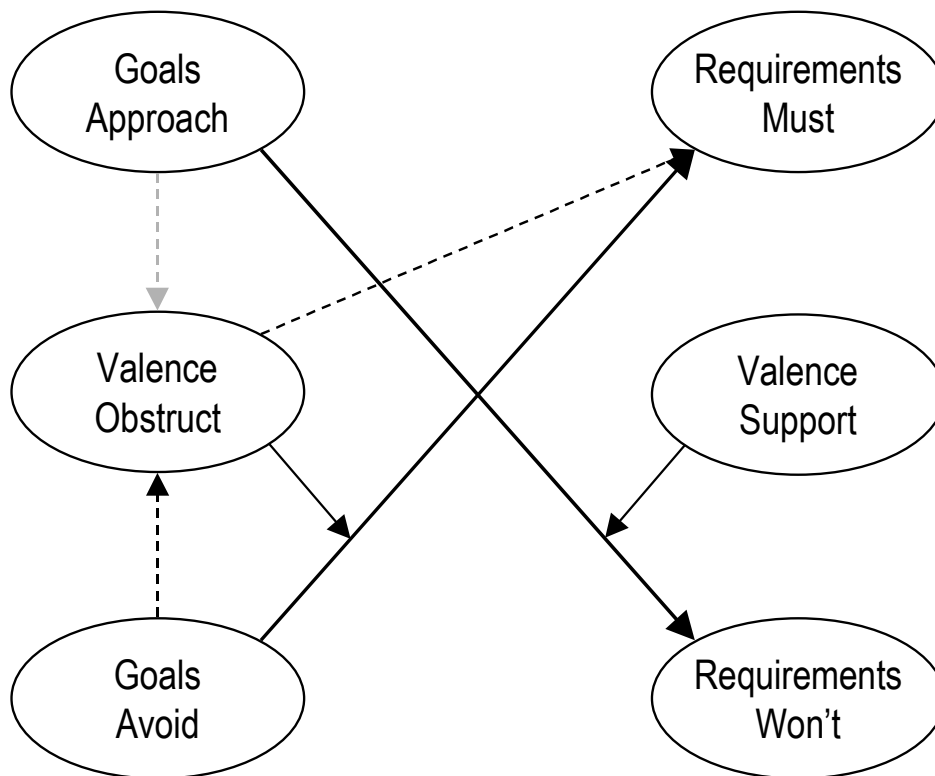 Goals
Approach
Requirements
Must
Valence
Obstruct
Valence
Support
Goals
Avoid
Requirements
Won’t